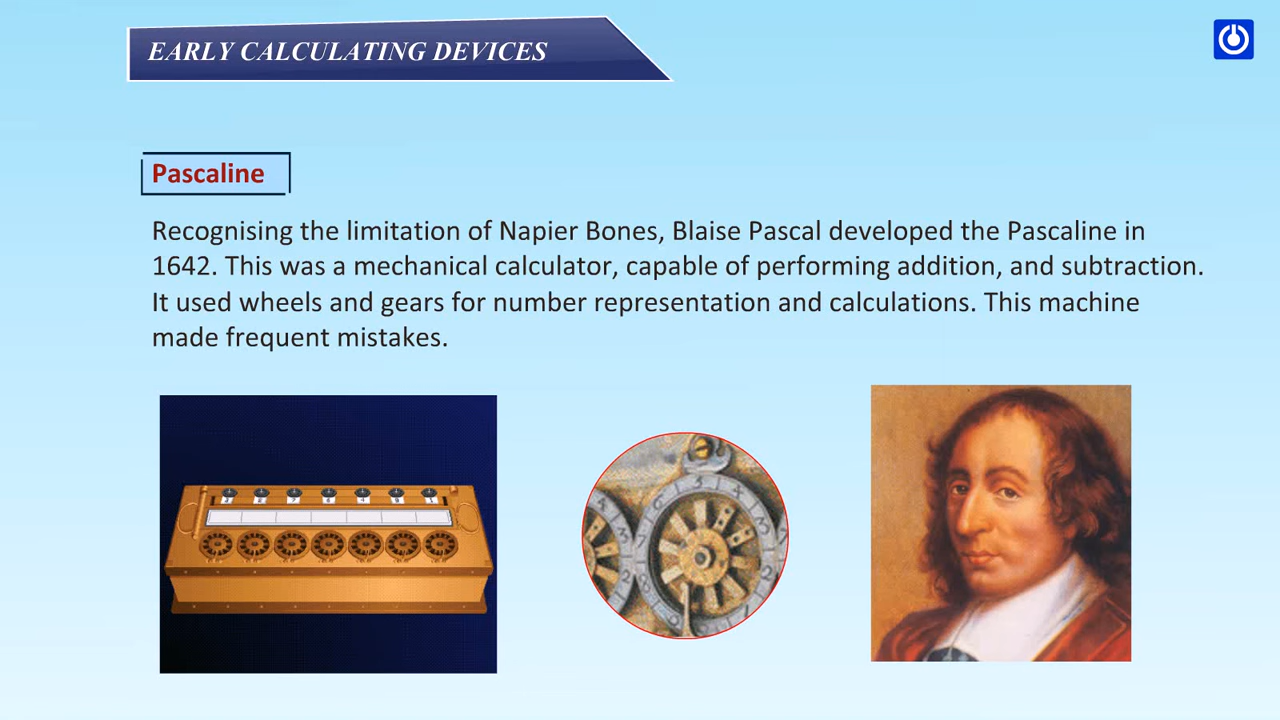 EARLY CALCULATING DEVICES
Pascaline
Recognising the limitation of Napier Bones, Blaise Pascal developed the Pascaline in
1642. This was a mechanical calculator, capable of performing addition, and subtraction.
It used wheels and gears for number representation and calculations. This machine
made frequent mistakes.